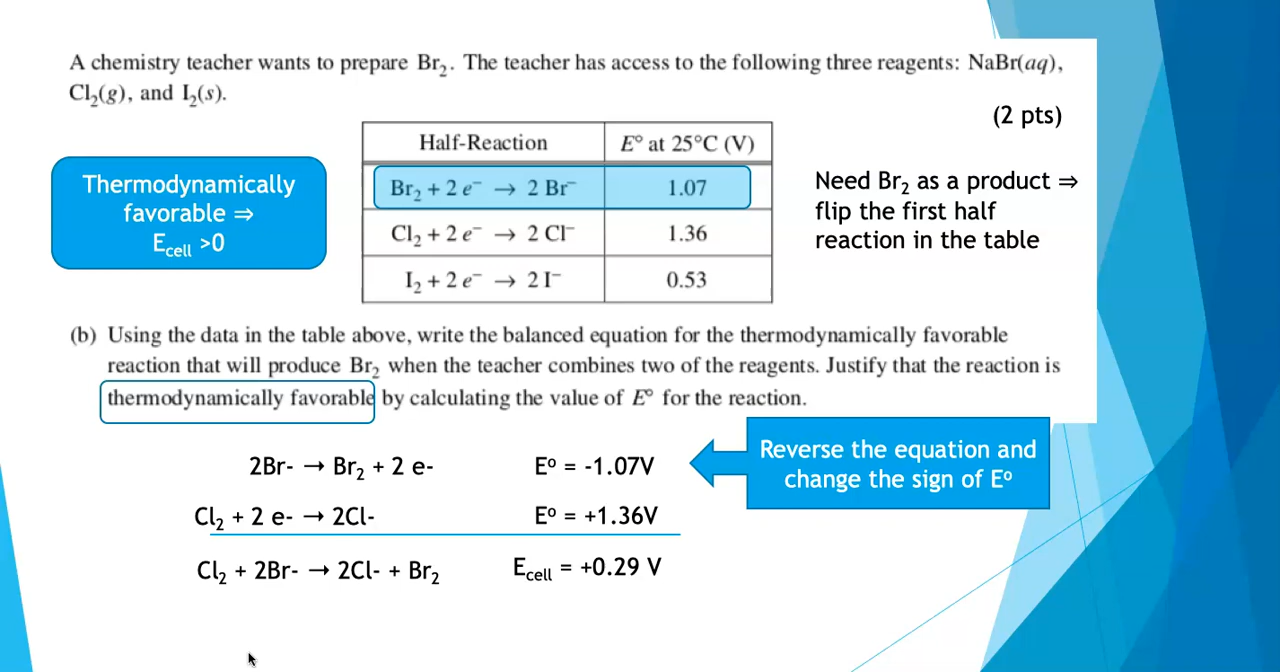 A chemistry teacher wants to prepare Br₂. The teacher has access to the following three reagents: NaBr(aq),
Cl₂(g), and I₂(s).
(2 pts)
Half-Reaction E° at 25°C (V)
Br₂ + 2 e⁻ → 2 Br⁻ 1.07
Cl₂ + 2 e⁻ → 2 Cl⁻ 1.36
I₂ + 2 e⁻ → 2 I⁻ 0.53
Thermodynamically
favorable ⇒
Ecell >0
Need Br₂ as a product ⇒
flip the first half
reaction in the table
(b) Using the data in the table above, write the balanced equation for the thermodynamically favorable
reaction that will produce Br₂ when the teacher combines two of the reagents. Justify that the reaction is
thermodynamically favorable by calculating the value of E° for the reaction.
2Br- → Br₂ + 2 e- Eº = -1.07V
Reverse the equation and
change the sign of Eº
Cl₂ + 2 e- → 2Cl- Eº = +1.36V
Cl₂ + 2Br- → 2Cl- + Br₂ Ecell = +0.29 V